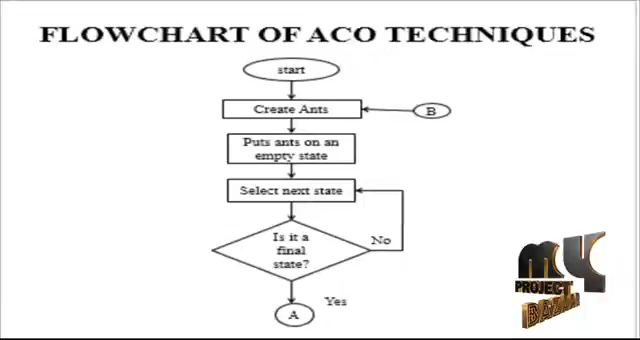 FLOWCHART OF ACO TECHNIQUES
start
Create Ants
B
Puts ants on an
empty state
Select next state
Is it a
final
state?
No
Yes
A
MY
PROJECT
BAZAAR